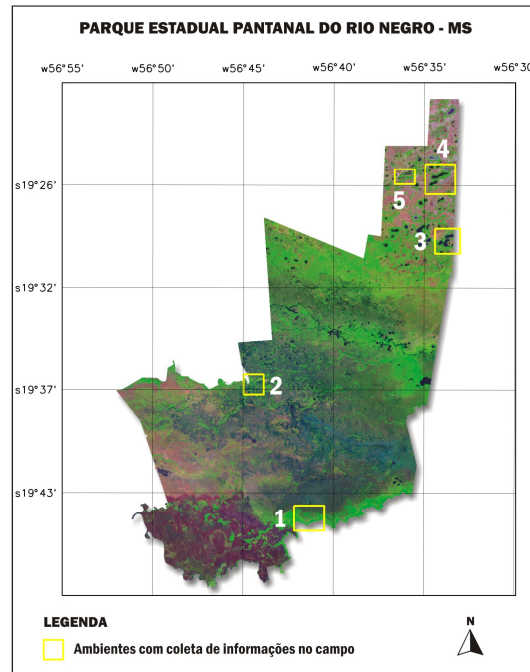 PARQUE ESTADUAL PANTANAL DO RIO NEGRO - MS
w56°55' w56°50' w56°45' w56°40' w56°35' w56°30'
4
s19°26'
5
3
s19°32'
s19°37'
2
s19°43'
1
LEGENDA
Ambientes com coleta de informações no campo
N